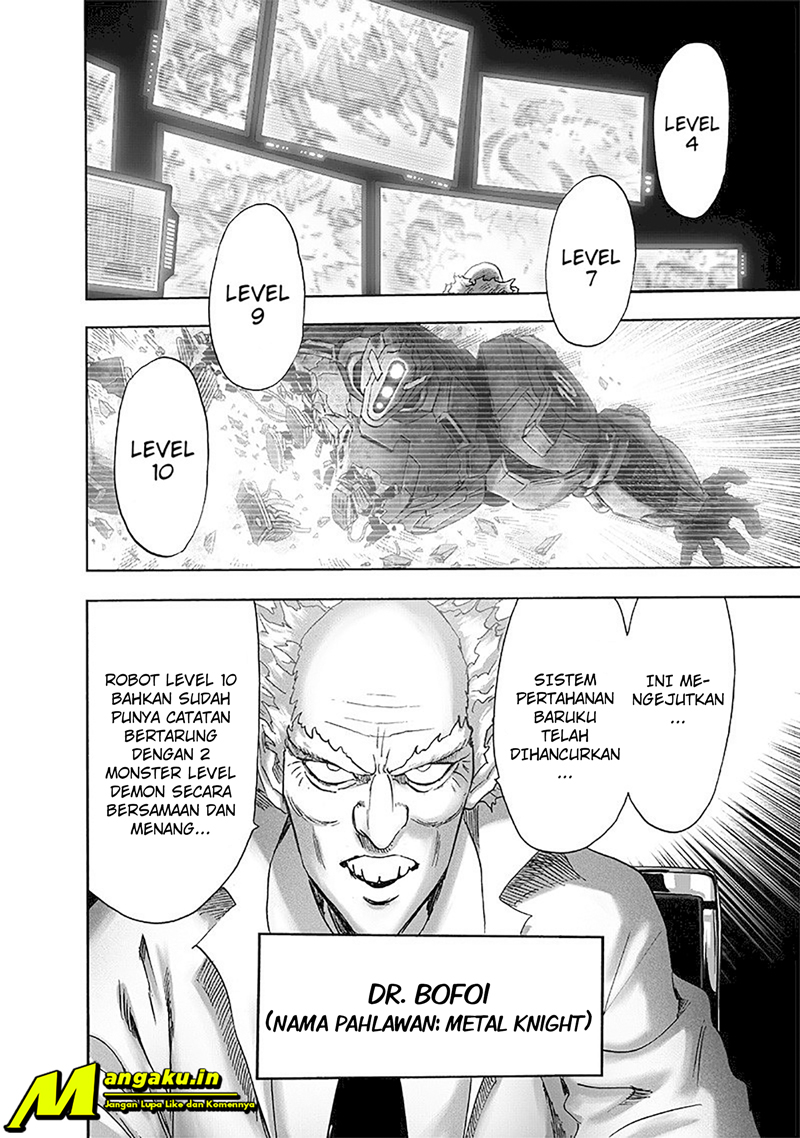 LEVEL
4
LEVEL
7
LEVEL
9
LEVEL
10
INI ME-
NGEJUTKAN
...
SISTEM
PERTAHANAN
BARUKU
TELAH
DIHANCURKAN
...
ROBOT LEVEL 10
BAHKAN SUDAH
PUNYA CATATAN
BERTARUNG
DENGAN 2
MONSTER LEVEL
DEMON SECARA
BERSAMAAN DAN
MENANG...
DR. BOFOI
(NAMA PAHLAWAN: METAL KNIGHT)
Mangaku.in
Jangan Lupa Like dan Komennya